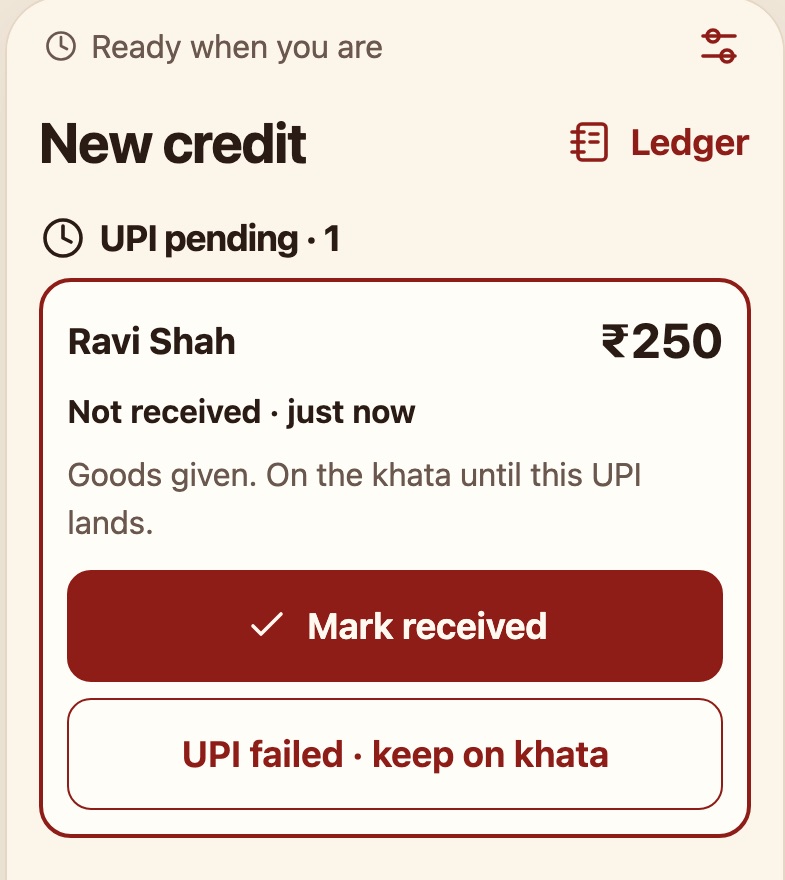 Ready when you are
New credit
Ledger
UPI pending · 1
Ravi Shah
₹250
Not received · just now
Goods given. On the khata until this UPI
lands.
Mark received
UPI failed · keep on khata